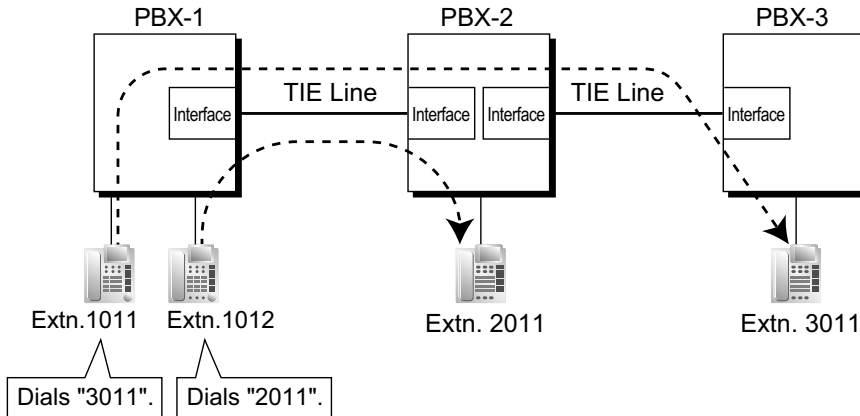 PBX-1
PBX-2
PBX-3
TIE Line
TIE Line
Interface
Interface
Interface
Interface
Extn.1011
Extn.1012
Extn. 2011
Extn. 3011
Dials "3011".
Dials "2011".